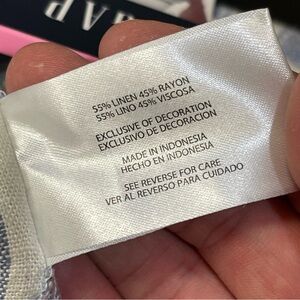 55% LINEN 45% RAYON
55% LINO 45% VISCOSA
EXCLUSIVE OF DECORATION
EXCLUSIVO DE DECORACION
MADE IN INDONESIA
HECHO EN INDONESIA
SEE REVERSE FOR CARE
VER AL REVERSO PARA CUIDADO